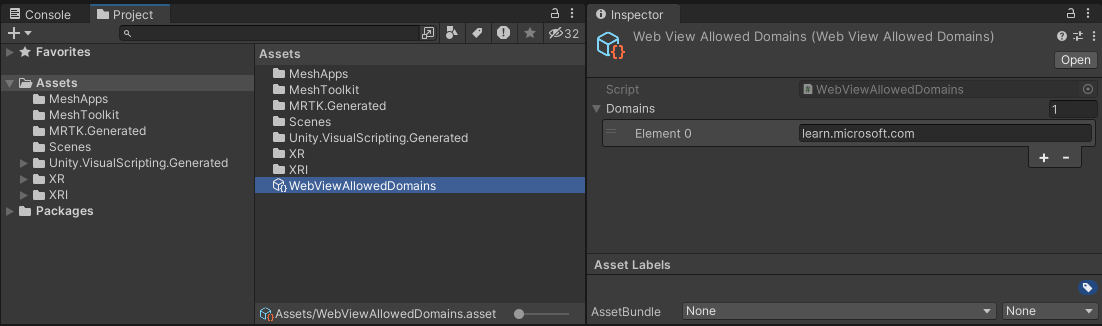 Console
Project
32
Favorites
Assets
MeshApps
MeshToolkit
MRTK.Generated
Scenes
Unity.VisualScripting.Generated
XR
XRI
Packages
Assets
MeshApps
MeshToolkit
MRTK.Generated
Scenes
Unity.VisualScripting.Generated
XR
XRI
WebViewAllowedDomains
Assets/WebViewAllowedDomains.asset
Inspector
Web View Allowed Domains (Web View Allowed Domains)
Open
Script WebViewAllowedDomains
Domains 1
Element 0 learn.microsoft.com
+ -
Asset Labels
AssetBundle None None